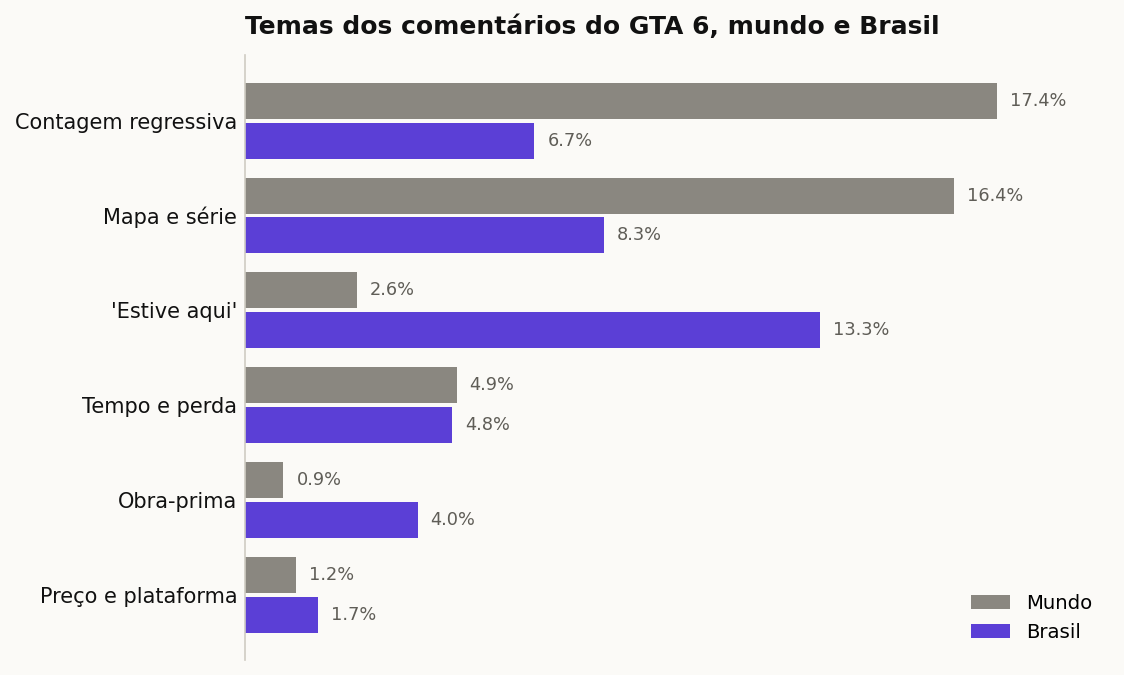 Temas dos comentários do GTA 6, mundo e Brasil
Contagem regressiva
17.4%
6.7%
Mapa e série
16.4%
8.3%
'Estive aqui'
2.6%
13.3%
Tempo e perda
4.9%
4.8%
Obra-prima
0.9%
4.0%
Preço e plataforma
1.2%
1.7%
Mundo
Brasil